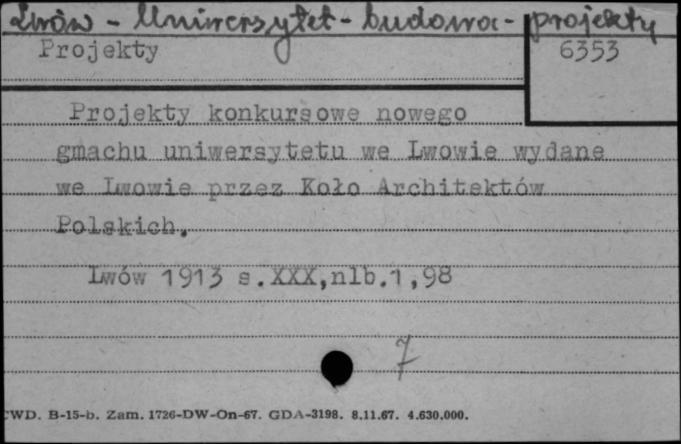 Lwów - Uniwersytet - budowa - projekty
Projekty
6353
Projekty konkursowe nowego
gmachu uniwersytetu we Lwowie wydane
we Lwowie przez Koło Architektów
Polskich.
Lwów 1913 s.XXX,nlb.1,98
7
CWD. B-15-b. Zam. 1726-DW-On-67. GDA-3198. 8.11.67. 4.630.000.